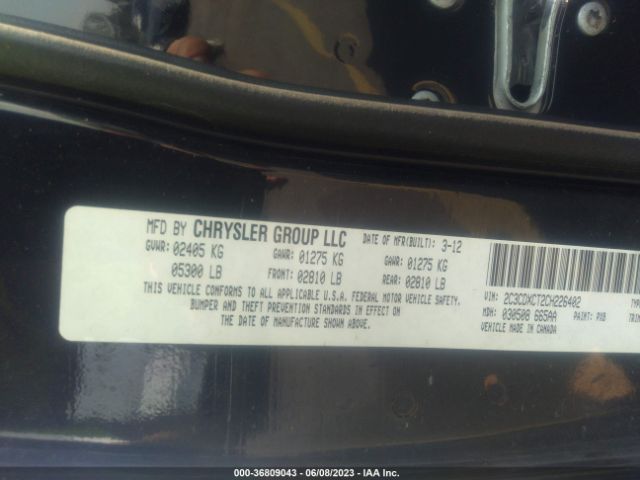 MFD BY CHRYSLER GROUP LLC DATE OF MFR(BUILT): 3-12
GVWR: 02405 KG GAWR: 01275 KG GAWR: 01275 KG
05300 LB FRONT: 02810 LB REAR: 02810 LB
THIS VEHICLE CONFORMS TO ALL APPLICABLE U.S.A. FEDERAL MOTOR VEHICLE SAFETY,
BUMPER AND THEFT PREVENTION STANDARDS IN EFFECT ON
THE DATE OF MANUFACTURE SHOWN ABOVE.
VIN: 2C3CDXCT2CH226402 TYPE
MDH: 030508 665AA PAINT: PXB TRIM
VEHICLE MADE IN CANADA
000-36809043 - 06/08/2023 - IAA Inc.